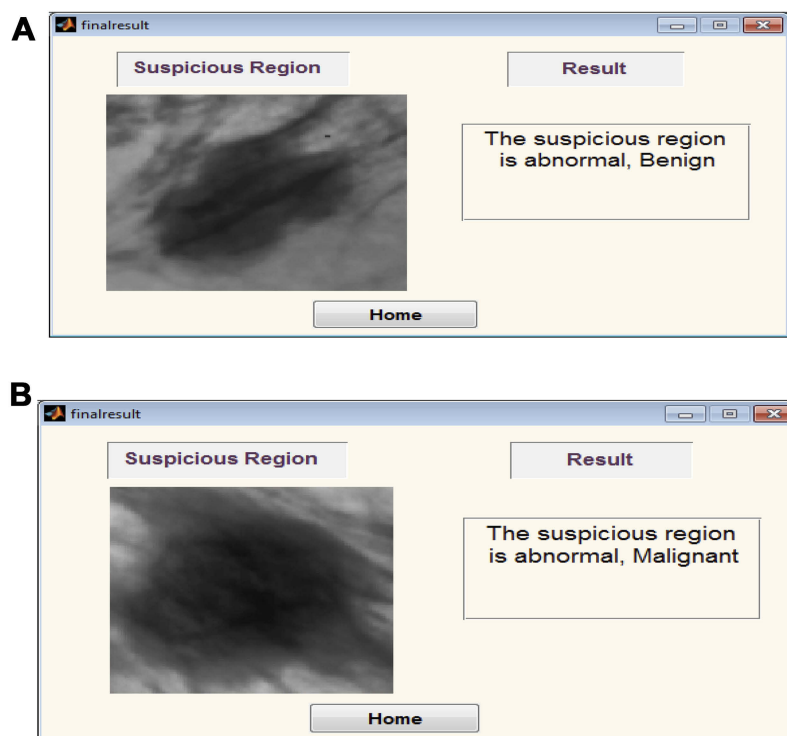 A
finalresult
Suspicious Region
Result
The suspicious region
is abnormal, Benign
Home
B
finalresult
Suspicious Region
Result
The suspicious region
is abnormal, Malignant
Home